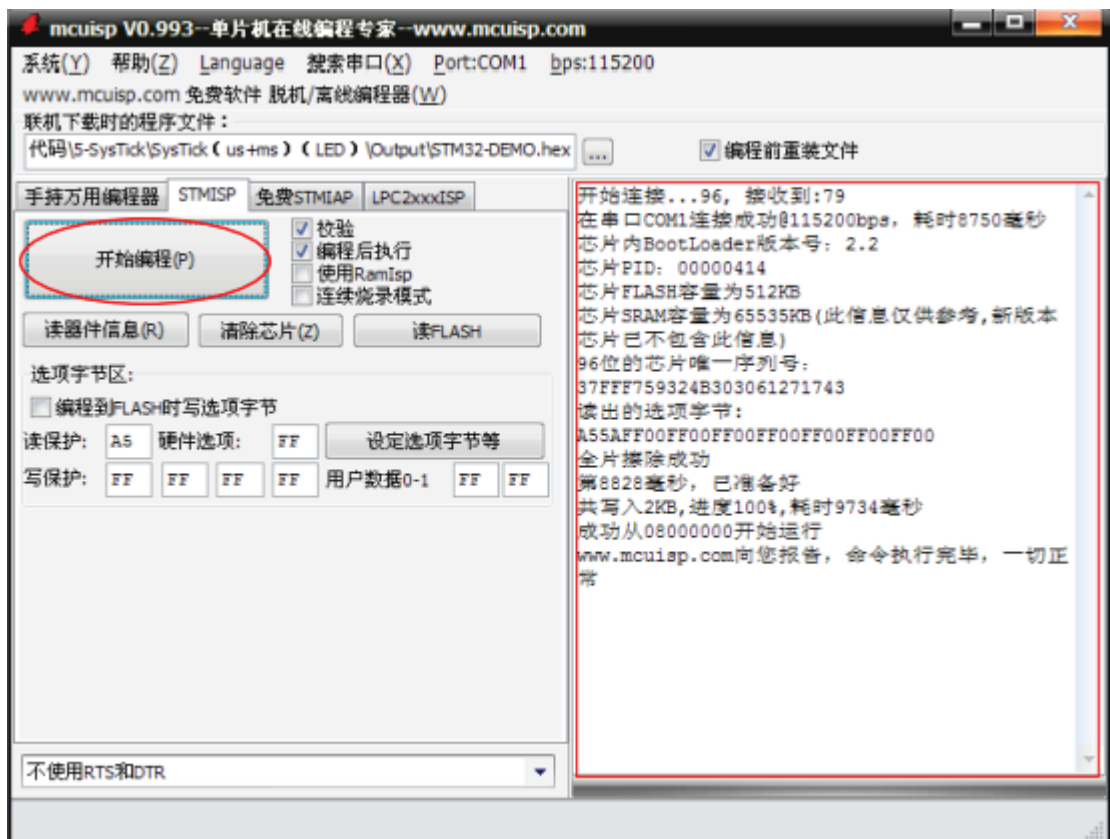 mcuisp V0.993--单片机在线编程专家--www.mcuisp.com
系统(Y) 帮助(Z) Language 搜索串口(X) Port:COM1 bps:115200
www.mcuisp.com 免费软件 脱机/离线编程器(W)
联机下载时的程序文件：
代码\5-SysTick\SysTick（us+ms）（LED）\Output\STM32-DEMO.hex ... 编程前重装文件
手持万用编程器 STMISP 免费STMIAP LPC2xxxISP
开始编程(P)
校验
编程后执行
使用RamIsp
连续烧录模式
读器件信息(R) 清除芯片(Z) 读FLASH
选项字节区:
编程到FLASH时写选项字节
读保护: A5 硬件选项: FF 设定选项字节等
写保护: FF FF FF FF 用户数据0-1 FF FF
不使用RTS和DTR
开始连接...96, 接收到:79
在串口COM1连接成功@115200bps, 耗时8750毫秒
芯片内BootLoader版本号: 2.2
芯片PID: 00000414
芯片FLASH容量为512KB
芯片SRAM容量为65535KB(此信息仅供参考,新版本
芯片已不包含此信息)
96位的芯片唯一序列号:
37FFF759324B303061271743
读出的选项字节:
A55AFF00FF00FF00FF00FF00FF00FF00
全片擦除成功
第8828毫秒, 已准备好
共写入2KB,进度100%,耗时9734毫秒
成功从08000000开始运行
www.mcuisp.com向您报告, 命令执行完毕, 一切正
常